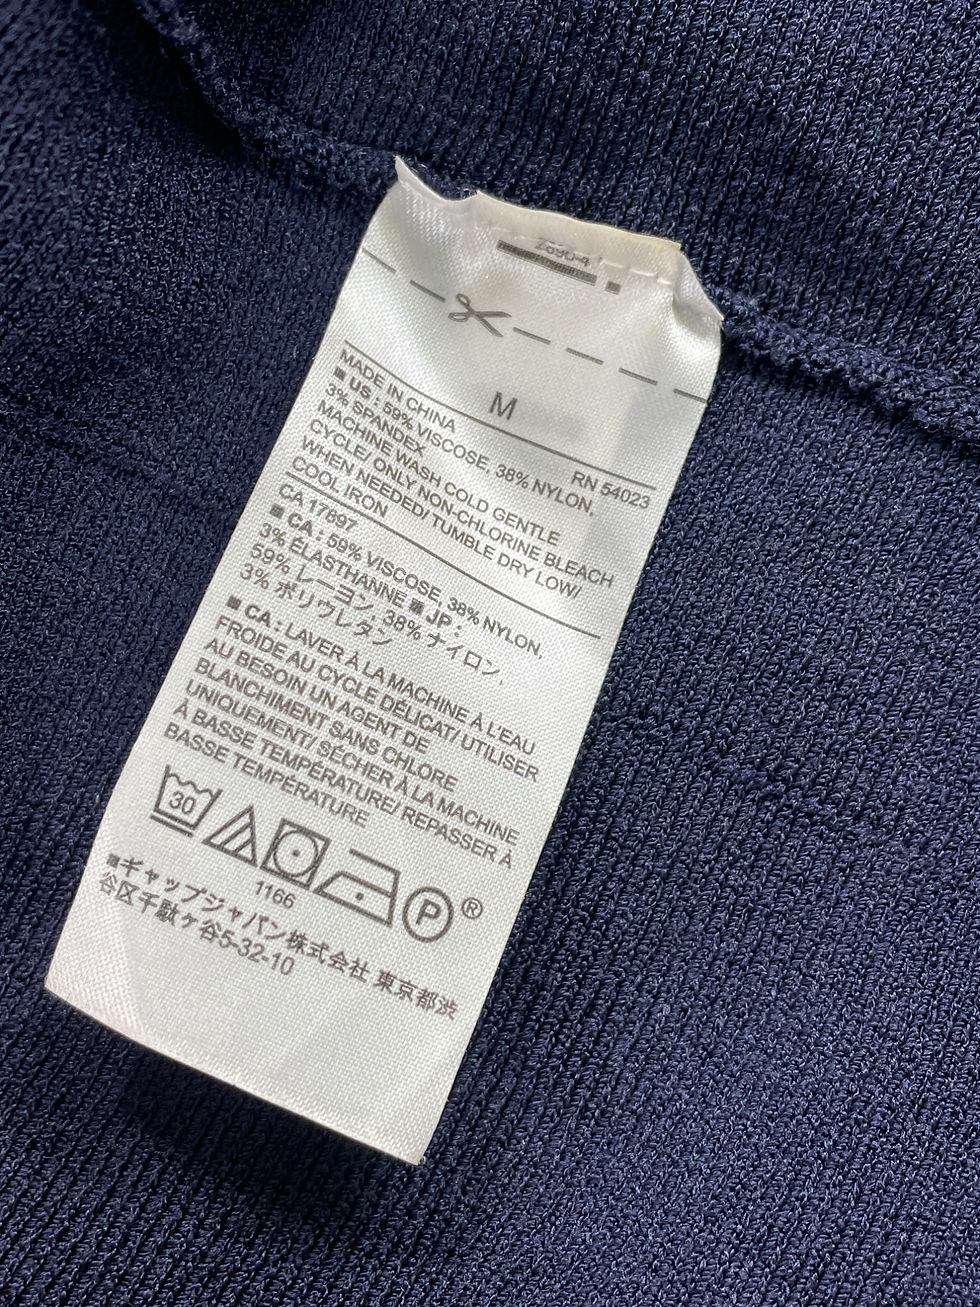 M
MADE IN CHINA
RN 54023
■ US : 59% VISCOSE, 38% NYLON,
3% SPANDEX
MACHINE WASH COLD GENTLE
CYCLE/ ONLY NON-CHLORINE BLEACH
WHEN NEEDED/ TUMBLE DRY LOW/
COOL IRON
CA 17897
■ CA : 59% VISCOSE, 38% NYLON,
3% ÉLASTHANNE ■ JP :
59% レーヨン, 38% ナイロン,
3% ポリウレタン
■ CA : LAVER À LA MACHINE À L'EAU
FROIDE AU CYCLE DÉLICAT/ UTILISER
AU BESOIN UN AGENT DE
BLANCHIMENT SANS CHLORE
UNIQUEMENT/ SÉCHER À LA MACHINE
À BASSE TEMPÉRATURE/ REPASSER À
BASSE TEMPÉRATURE
30
P ®
1166
■ギャップジャパン株式会社 東京都渋
谷区千駄ヶ谷5-32-10